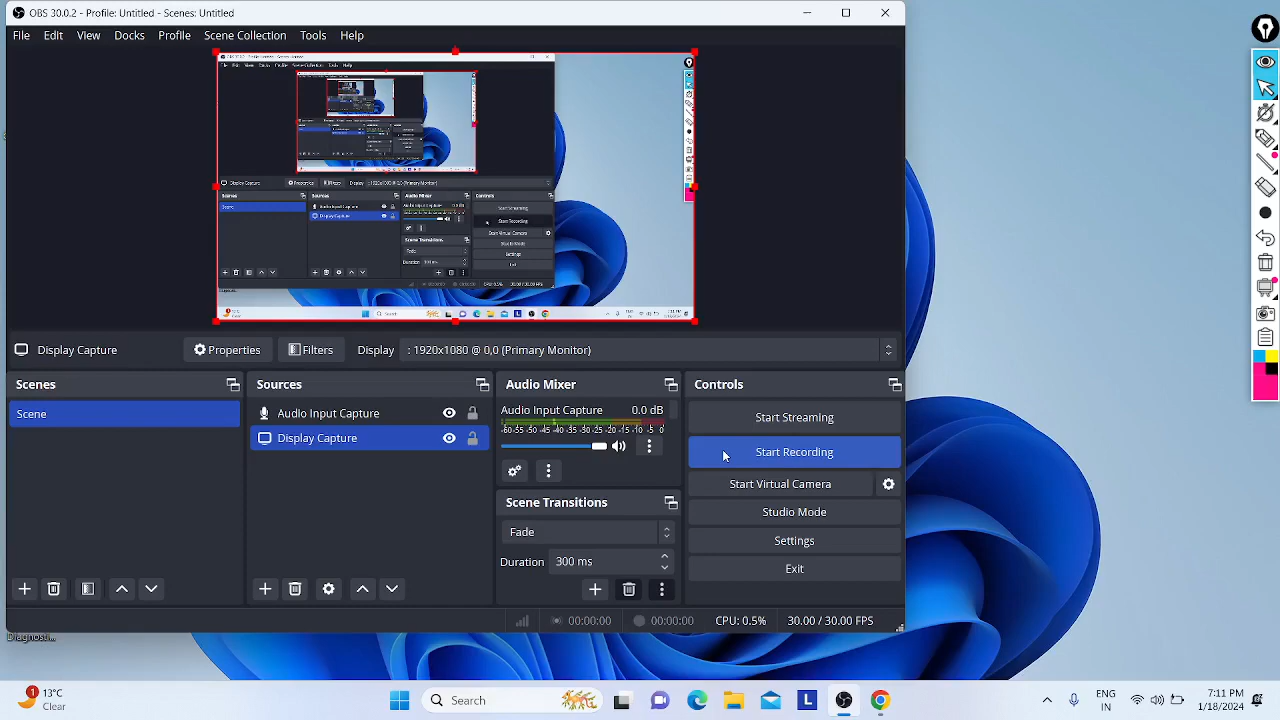 OBS 30.0.2 - Profile: Untitled - Scenes: Untitled
File Edit View Docks Profile Scene Collection Tools Help
Display Capture Properties Filters Display : 1920x1080 @ 0,0 (Primary Monitor)
Scenes
Scene
Sources
Audio Input Capture
Display Capture
Audio Mixer
Audio Input Capture 0.0 dB
-60 -55 -50 -45 -40 -35 -30 -25 -20 -15 -10 -5 0
Scene Transitions
Fade
Duration 300 ms
Controls
Start Streaming
Start Recording
Start Virtual Camera
Studio Mode
Settings
Exit
00:00:00 00:00:00 CPU: 0.5% 30.00 / 30.00 FPS
Diagnosti...
13°C
Clear
Search
L
ENG
IN
7:11 PM
1/18/2024